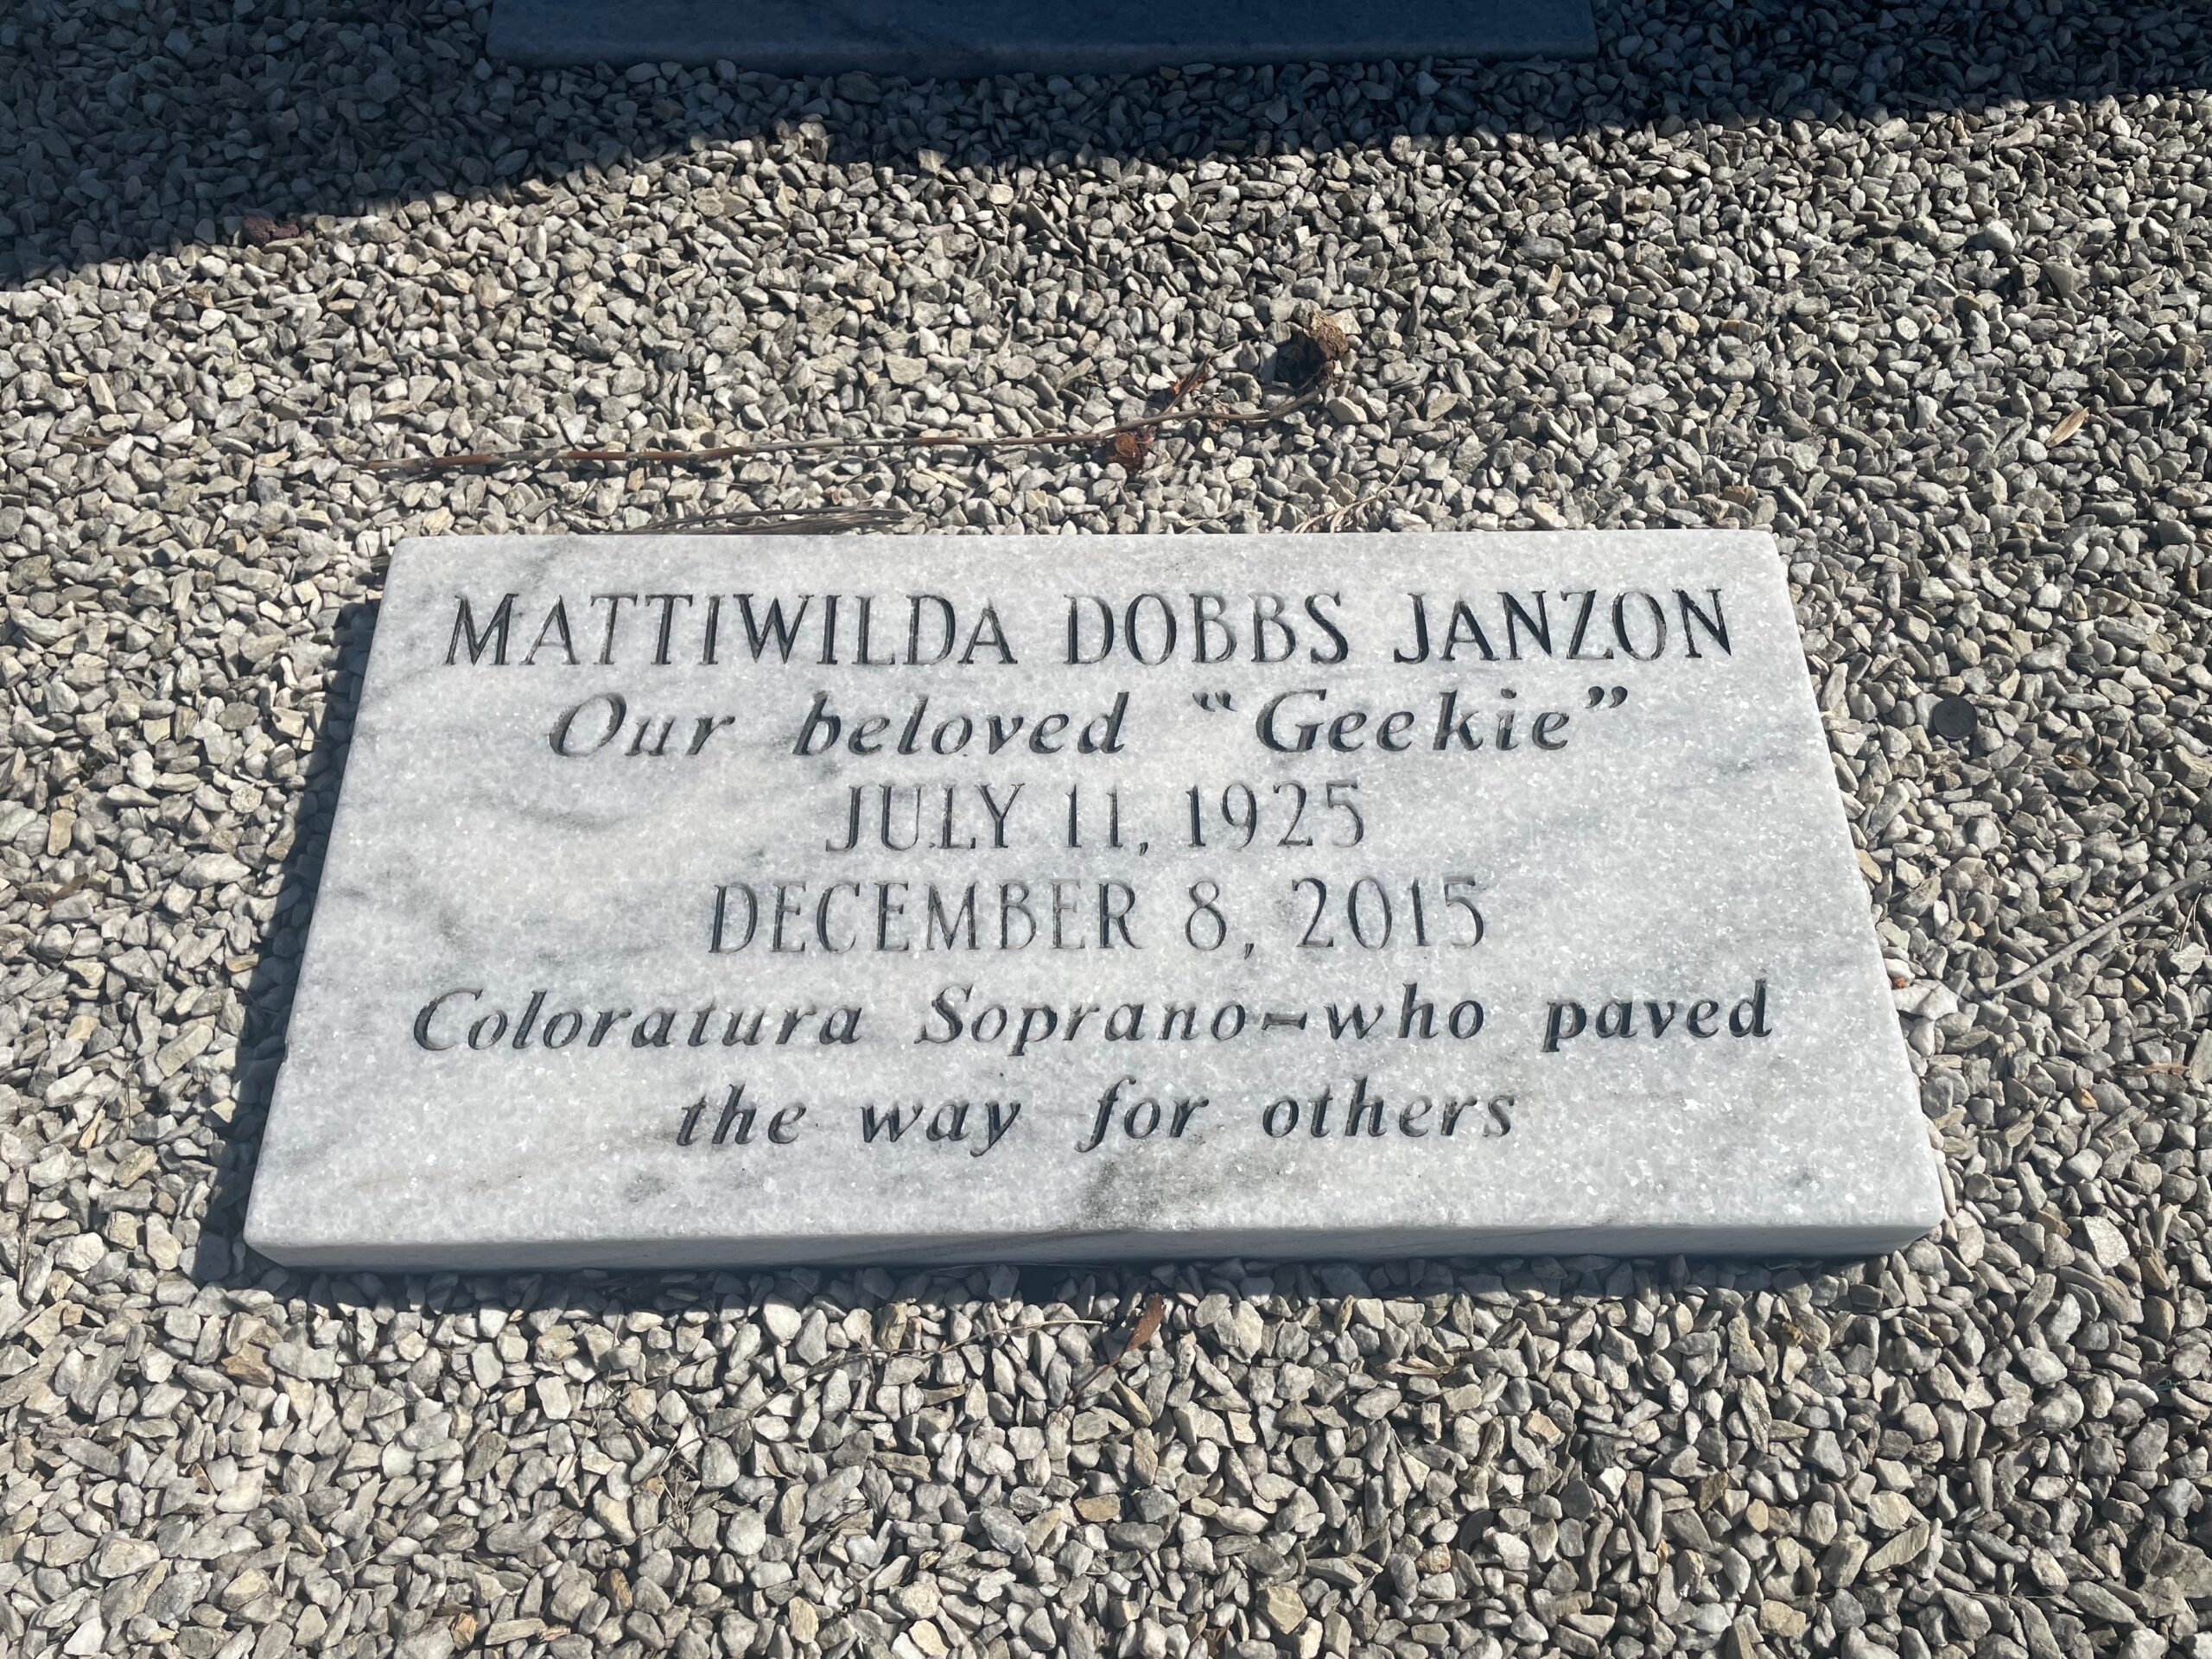 MATTIWILDA DOBBS JANZON
Our beloved “Geekie”
JULY 11, 1925
DECEMBER 8, 2015
Coloratura Soprano–who paved
the way for others